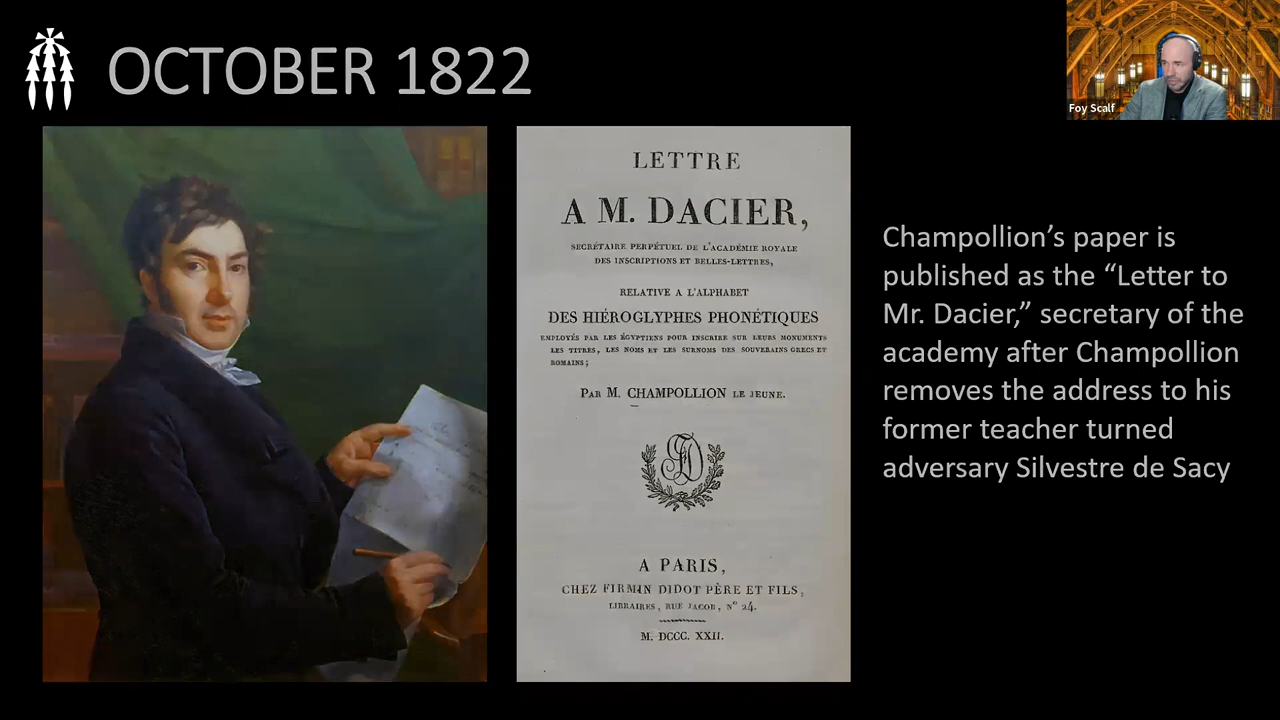 OCTOBER 1822
Foy Scalf
LETTRE
A M. DACIER,
SECRÉTAIRE PERPÉTUEL DE L'ACADÉMIE ROYALE
DES INSCRIPTIONS ET BELLES-LETTRES,
RELATIVE A L'ALPHABET
DES HIÉROGLYPHES PHONÉTIQUES
EMPLOYÉS PAR LES ÉGYPTIENS POUR INSCRIRE SUR LEURS MONUMENTS
LES TITRES, LES NOMS ET LES SURNOMS DES SOUVERAINS GRECS ET
ROMAINS;
PAR M. CHAMPOLLION LE JEUNE.
A PARIS,
CHEZ FIRMIN DIDOT PÈRE ET FILS,
LIBRAIRES, RUE JACOB, N° 24.
M. DCCC. XXII.
Champollion’s paper is
published as the “Letter to
Mr. Dacier,” secretary of the
academy after Champollion
removes the address to his
former teacher turned
adversary Silvestre de Sacy